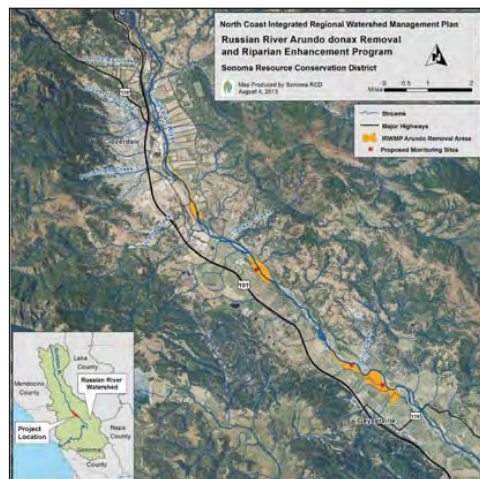 North Coast Integrated Regional Watershed Management Plan
Russian River Arundo donax Removal
and Riparian Enhancement Program
Sonoma Resource Conservation District
Map Produced by Sonoma RCD
August 4, 2013
0 0.5 1 2
Miles
Streams
Major Highways
IRWMP Arundo Removal Areas
Proposed Monitoring Sites
128
Cloverdale
101
Geyserville
128
Lake
County
Mendocino
County
Russian River
Watershed
Project
Location
Napa
County
Sonoma
County